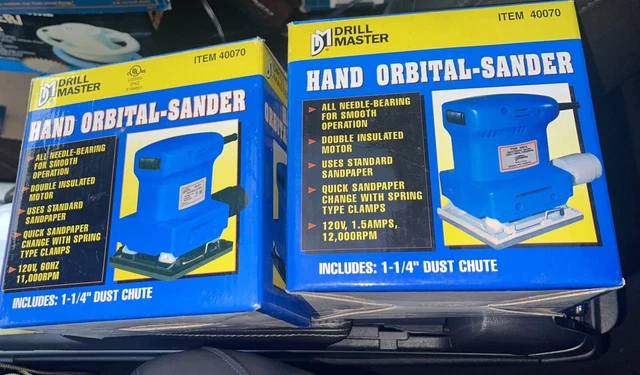 DRILL
MASTER
UL
ITEM 40070
HAND ORBITAL-SANDER
ALL NEEDLE-BEARING
FOR SMOOTH
OPERATION
DOUBLE INSULATED
MOTOR
USES STANDARD
SANDPAPER
QUICK SANDPAPER
CHANGE WITH SPRING
TYPE CLAMPS
120V, 60HZ
11,000RPM
INCLUDES: 1-1/4" DUST CHUTE
DM DRILL
MASTER
ITEM 40070
HAND ORBITAL-SANDER
ALL NEEDLE-BEARING
FOR SMOOTH
OPERATION
DOUBLE INSULATED
MOTOR
USES STANDARD
SANDPAPER
QUICK SANDPAPER
CHANGE WITH SPRING
TYPE CLAMPS
120V, 1.5AMPS,
12,000RPM
INCLUDES: 1-1/4" DUST CHUTE